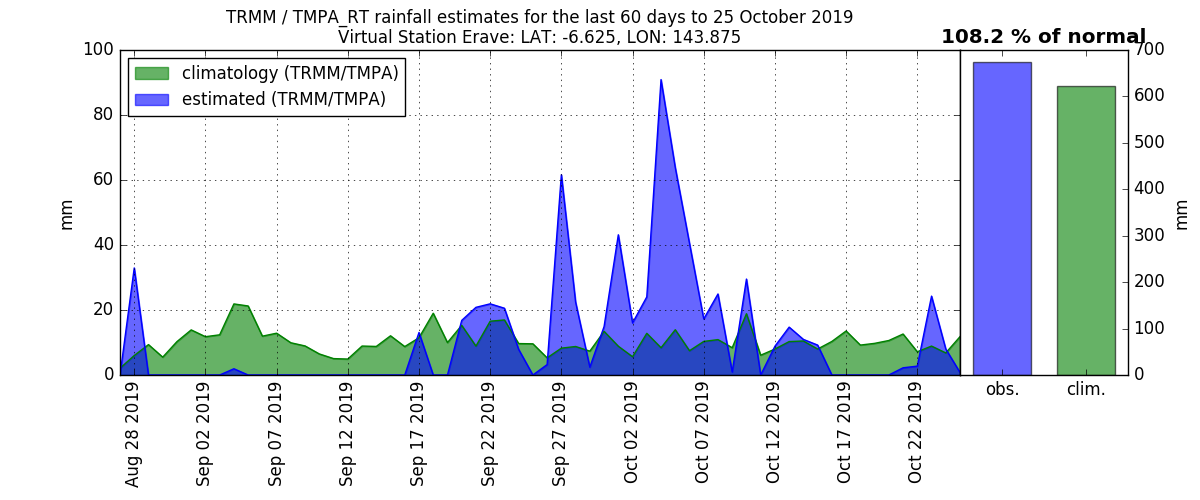 TRMM / TMPA_RT rainfall estimates for the last 60 days to 25 October 2019
Virtual Station Erave: LAT: -6.625, LON: 143.875
108.2 % of normal
climatology (TRMM/TMPA)
estimated (TRMM/TMPA)
100
80
60
40
20
0
mm
Aug 28 2019
Sep 02 2019
Sep 07 2019
Sep 12 2019
Sep 17 2019
Sep 22 2019
Sep 27 2019
Oct 02 2019
Oct 07 2019
Oct 12 2019
Oct 17 2019
Oct 22 2019
obs.
clim.
700
600
500
400
300
200
100
0
mm